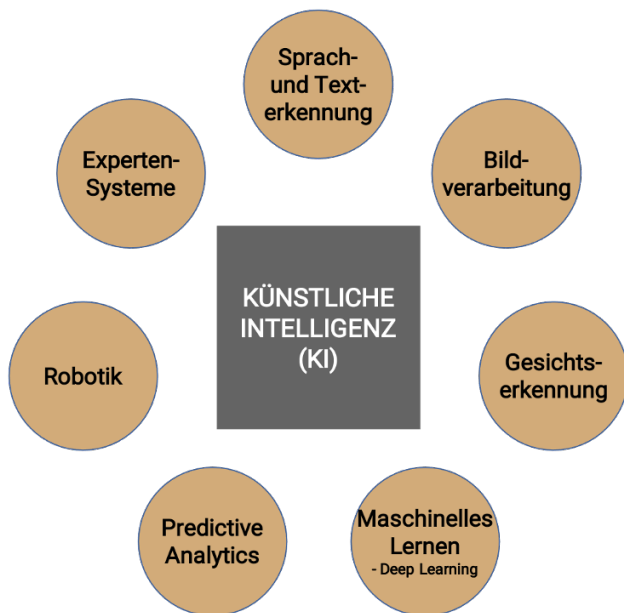 Sprach-
und Text-
erkennung
Experten-
Systeme
Bild-
verarbeitung
KÜNSTLICHE
INTELLIGENZ
(KI)
Robotik
Gesichts-
erkennung
Predictive
Analytics
Maschinelles
Lernen
- Deep Learning